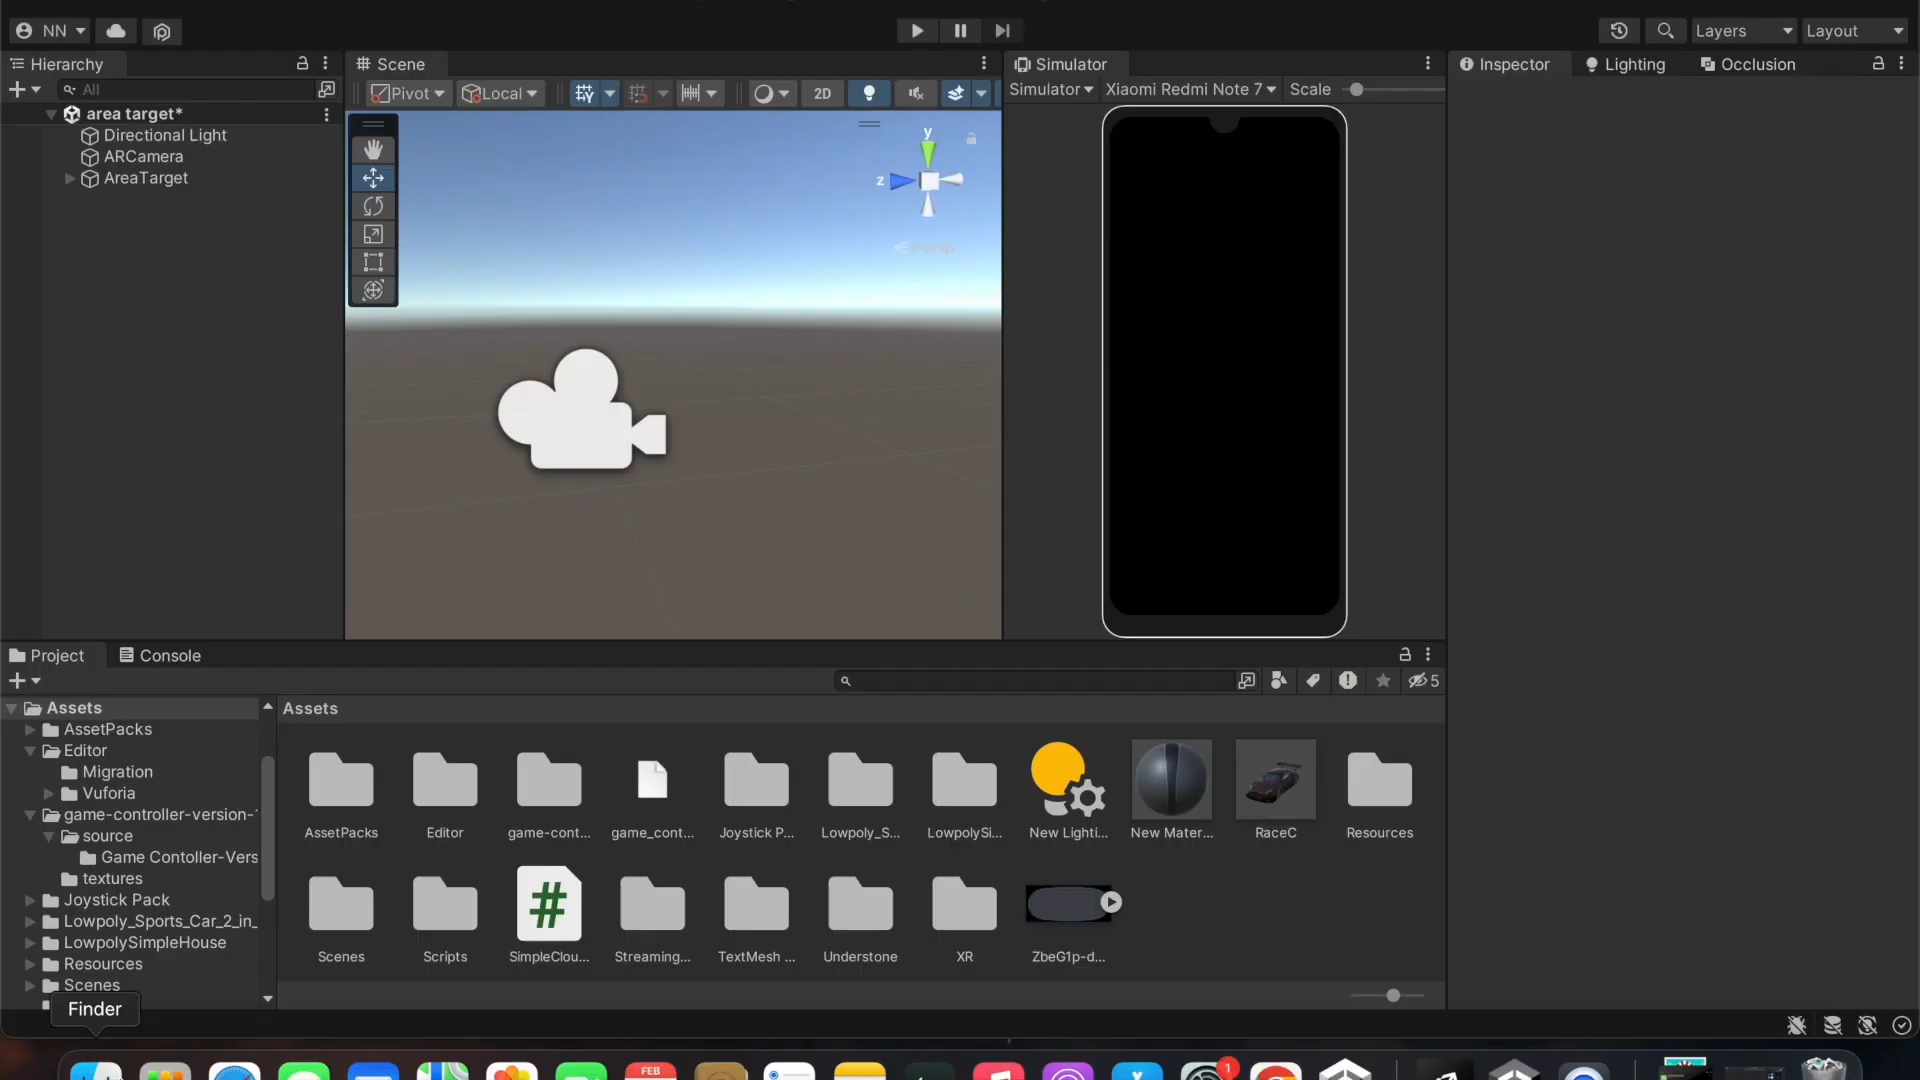 NN
Layers
Layout
Hierarchy
Scene
Simulator
Inspector
Lighting
Occlusion
All
Pivot
Local
2D
Simulator
Xiaomi Redmi Note 7
Scale
area target*
Directional Light
ARCamera
AreaTarget
y
z
Persp
Project
Console
5
Assets
AssetPacks
Editor
Migration
Vuforia
game-controller-version-
source
Game Contoller-Vers
textures
Joystick Pack
Lowpoly_Sports_Car_2_in_
LowpolySimpleHouse
Resources
Scenes
Assets
AssetPacks
Editor
game-cont...
game_cont...
Joystick P...
Lowpoly_S...
LowpolySi...
New Lighti...
New Mater...
RaceC
Resources
Scenes
Scripts
SimpleClou...
Streaming...
TextMesh ...
Understone
XR
ZbeG1p-d...
Finder
FEB
1